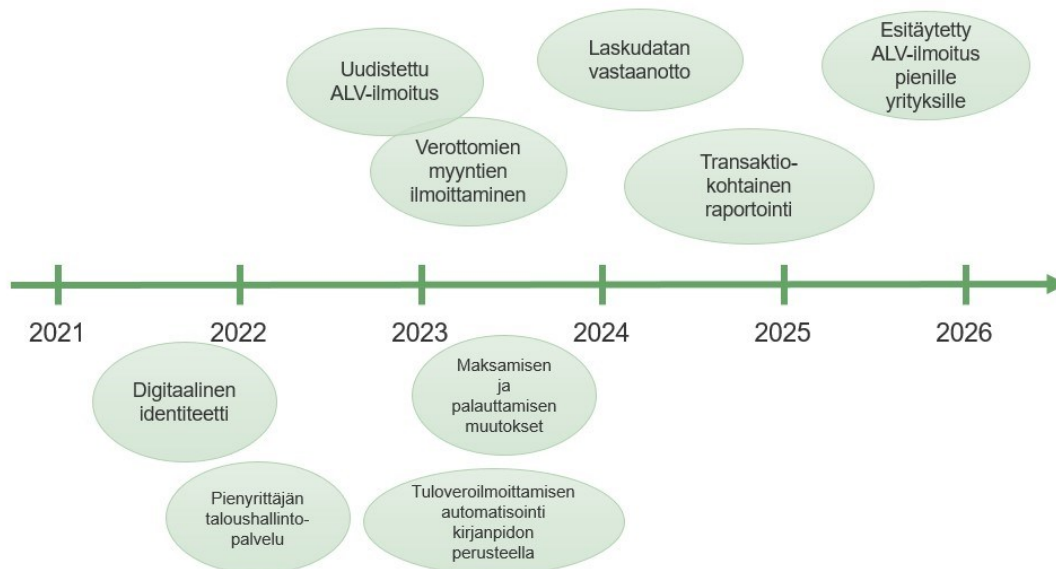 Uudistettu
ALV-ilmoitus
Laskudatan
vastaanotto
Esitäytetty
ALV-ilmoitus
pienille
yrityksille
Verottomien
myyntien
ilmoittaminen
Transaktio-
kohtainen
raportointi
2021
2022
2023
2024
2025
2026
Digitaalinen
identiteetti
Maksamisen
ja
palauttamisen
muutokset
Pienyrittäjän
taloushallinto-
palvelu
Tuloveroilmoittamisen
automatisointi
kirjanpidon
perusteella